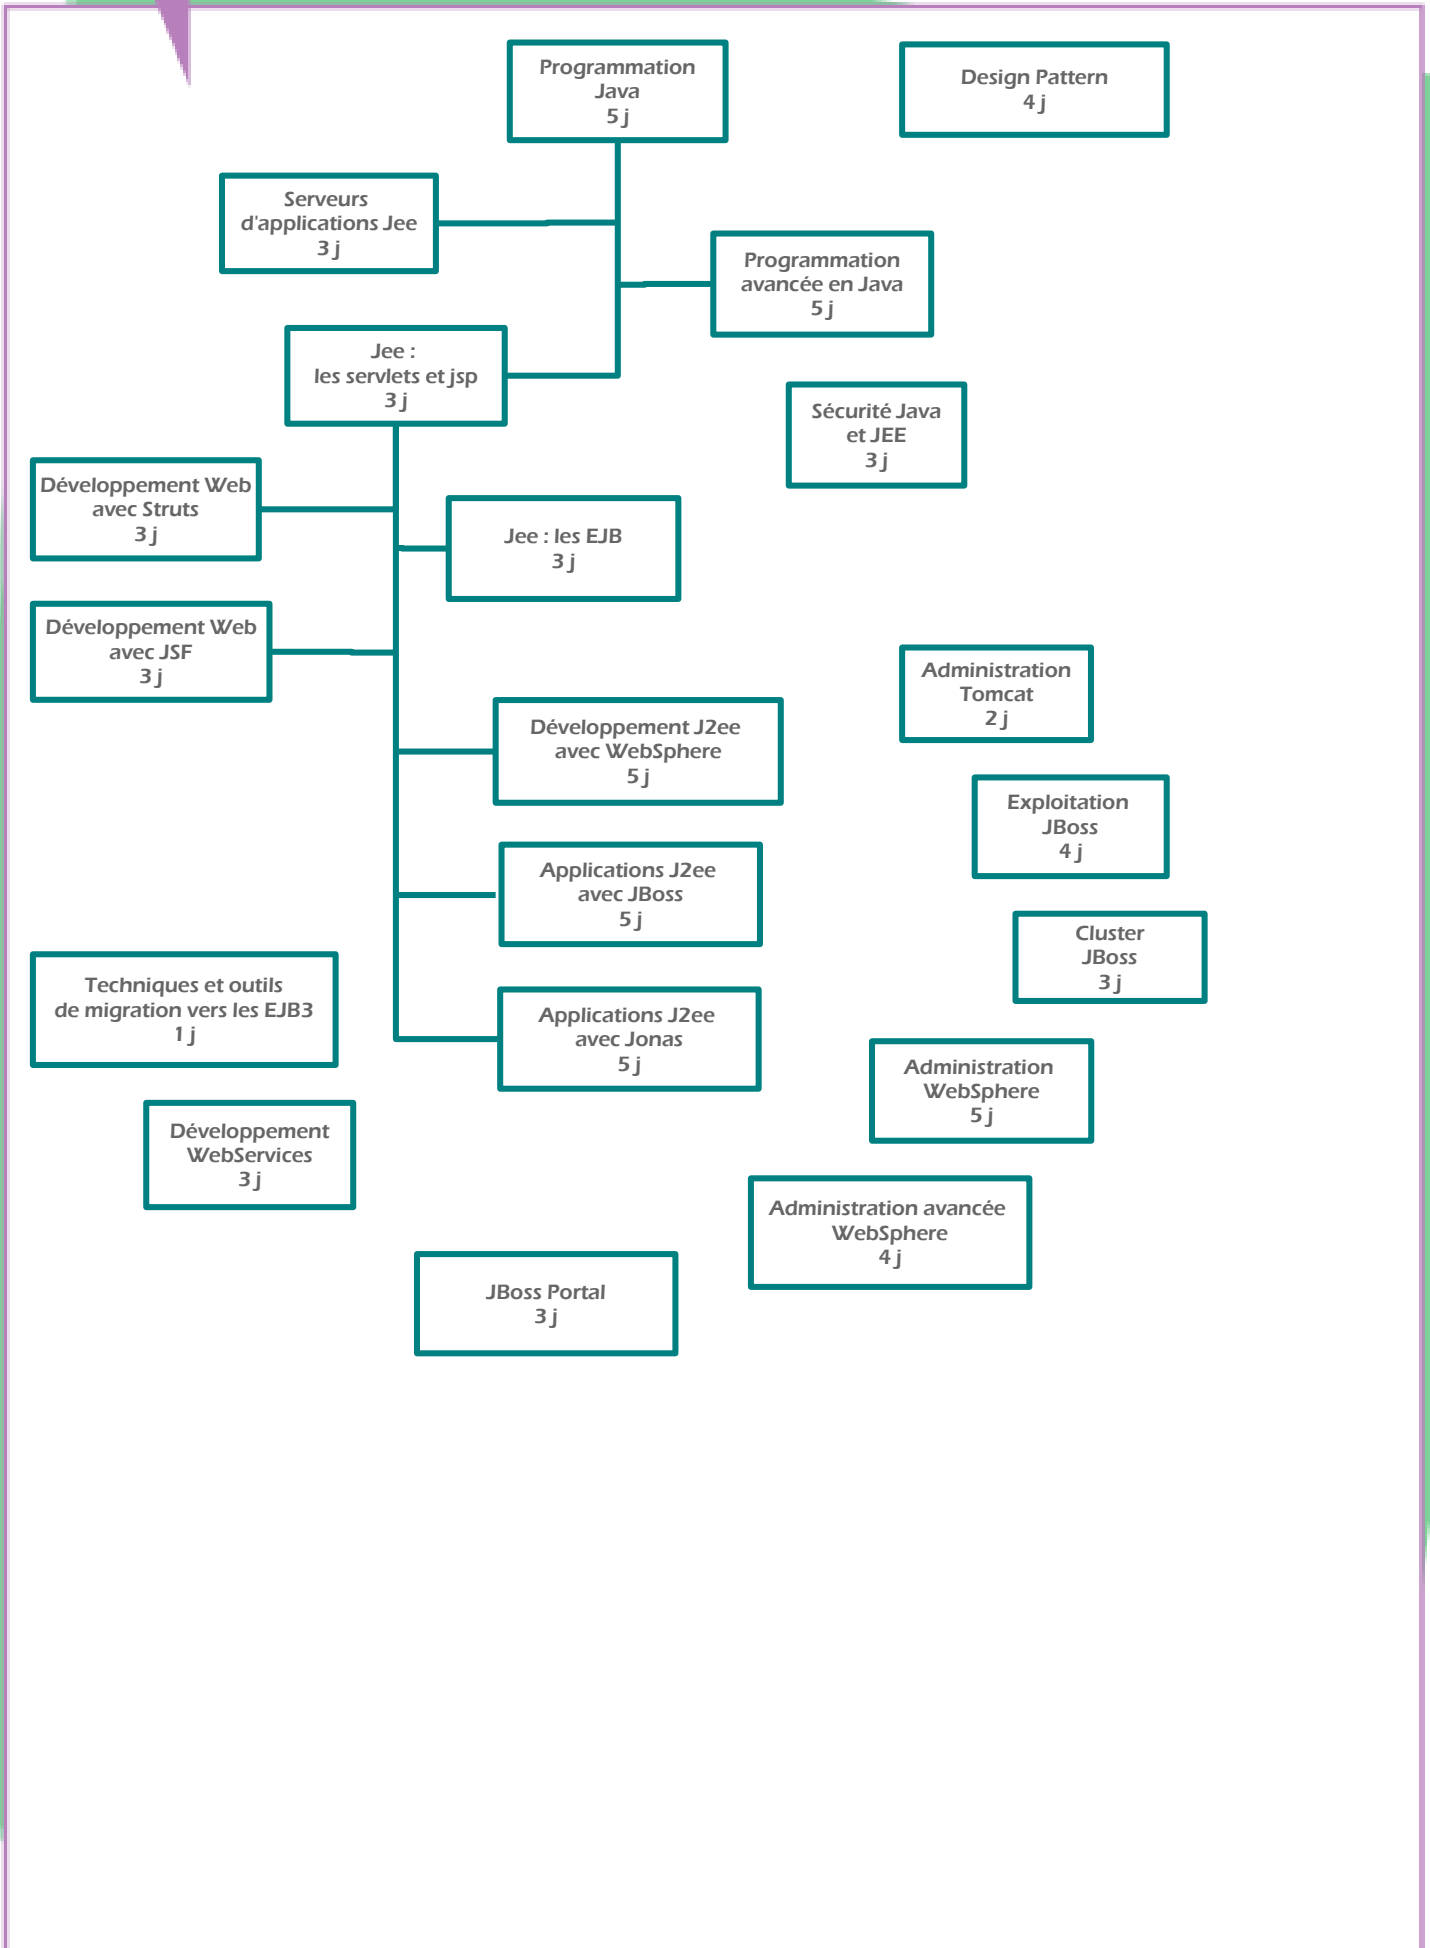 Programmation
Java
5 j
Design Pattern
4 j
Serveurs
d'applications Jee
3 j
Programmation
avancée en Java
5 j
Jee :
les servlets et jsp
3 j
Sécurité Java
et JEE
3 j
Développement Web
avec Struts
3 j
Jee : les EJB
3 j
Développement Web
avec JSF
3 j
Administration
Tomcat
2 j
Développement J2ee
avec WebSphere
5 j
Exploitation
JBoss
4 j
Applications J2ee
avec JBoss
5 j
Cluster
JBoss
3 j
Techniques et outils
de migration vers les EJB3
1 j
Applications J2ee
avec Jonas
5 j
Administration
WebSphere
5 j
Développement
WebServices
3 j
Administration avancée
WebSphere
4 j
JBoss Portal
3 j